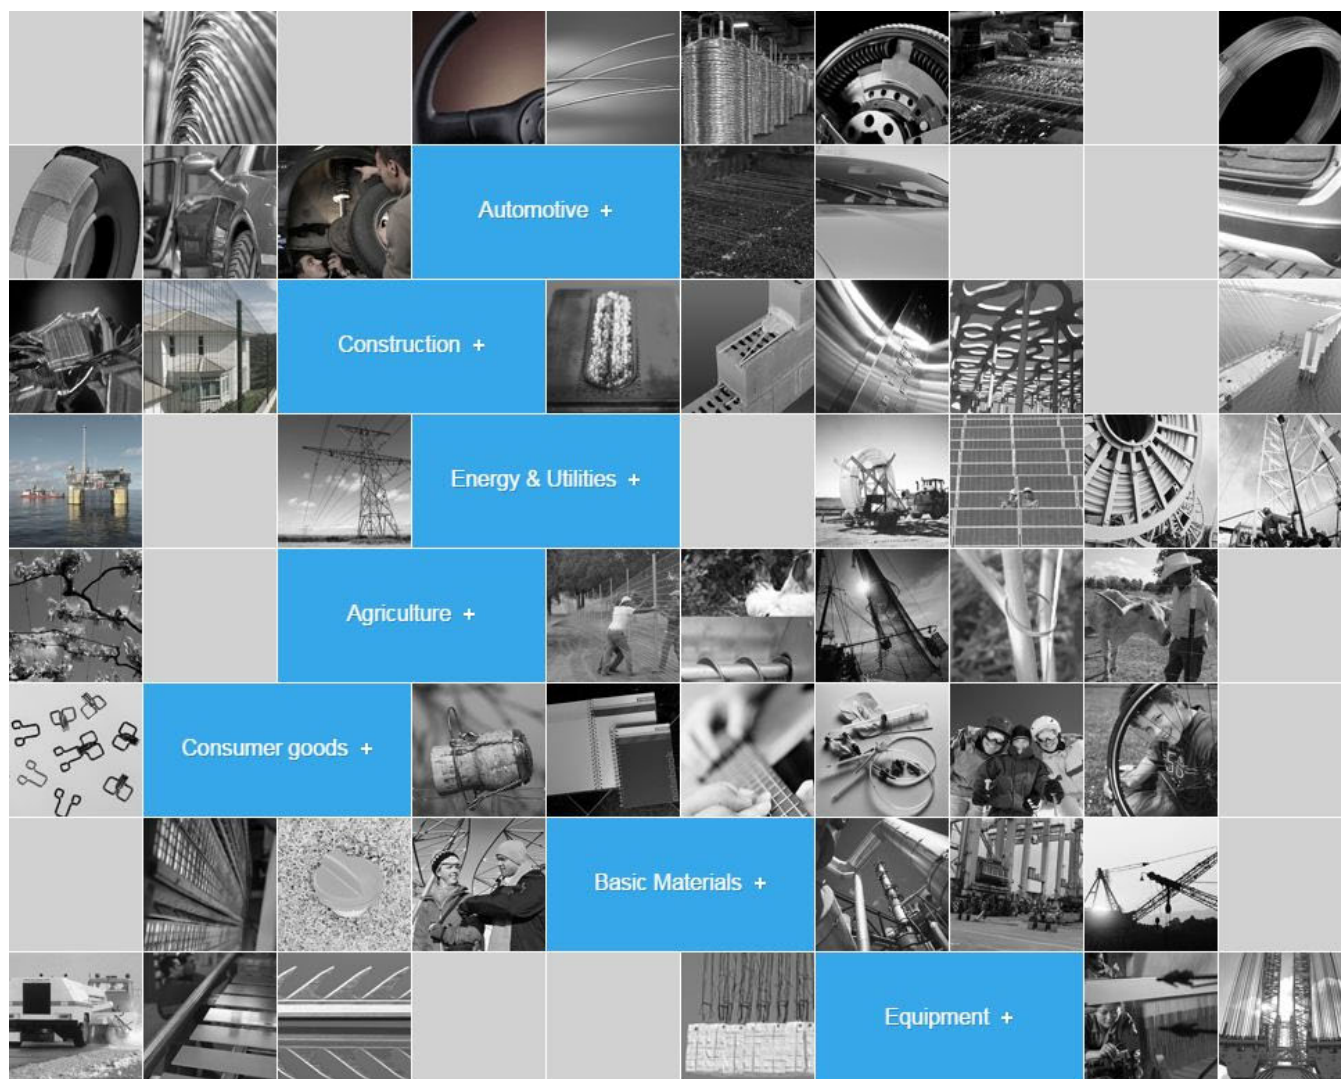 Automotive +
Construction +
Energy & Utilities +
Agriculture +
Consumer goods +
Basic Materials +
Equipment +